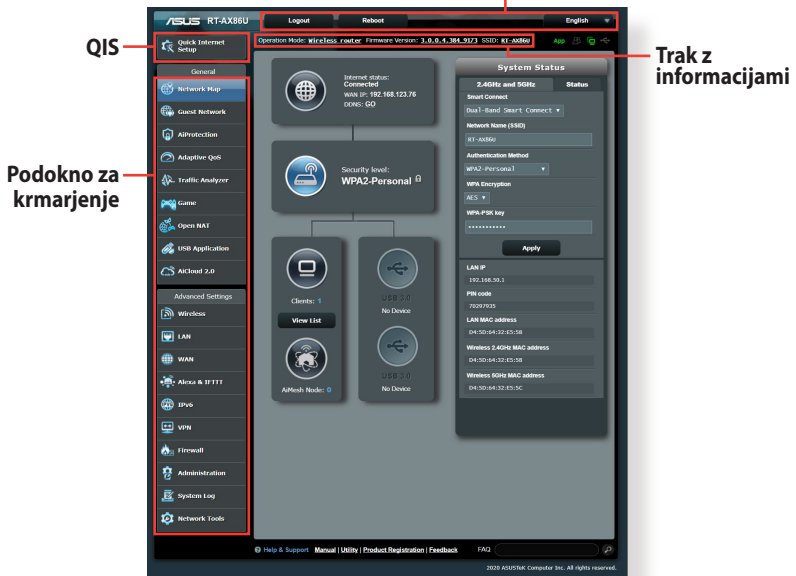 ASUS RT-AX86U
Logout
Reboot
English
QIS
Quick Internet
Setup
Operation Mode: Wireless router Firmware Version: 3.0.0.4.384_9173 SSID: RT-AX86U
App
Trak z
informacijami
General
Network Map
Guest Network
AiProtection
Adaptive QoS
Traffic Analyzer
Game
Open NAT
USB Application
AiCloud 2.0
Podokno za
krmarjenje
Advanced Settings
Wireless
LAN
WAN
Alexa & IFTTT
IPv6
VPN
Firewall
Administration
System Log
Network Tools
Internet status:
Connected
WAN IP: 192.168.123.76
DDNS: GO
Security level:
WPA2-Personal
Clients: 1
View List
AiMesh Node: 0
USB 3.0
No Device
USB 3.0
No Device
System Status
2.4GHz and 5GHz
Status
Smart Connect
Dual-Band Smart Connect
Network Name (SSID)
RT-AX86U
Authentication Method
WPA2-Personal
WPA Encryption
AES
WPA-PSK key
•••••••••••
Apply
LAN IP
192.168.50.1
PIN code
70297935
LAN MAC address
D4:5D:64:32:E5:58
Wireless 2.4GHz MAC address
D4:5D:64:32:E5:58
Wireless 5GHz MAC address
D4:5D:64:32:E5:5C
Help & Support Manual | Utility | Product Registration | Feedback
FAQ
2020 ASUSTeK Computer Inc. All rights reserved.